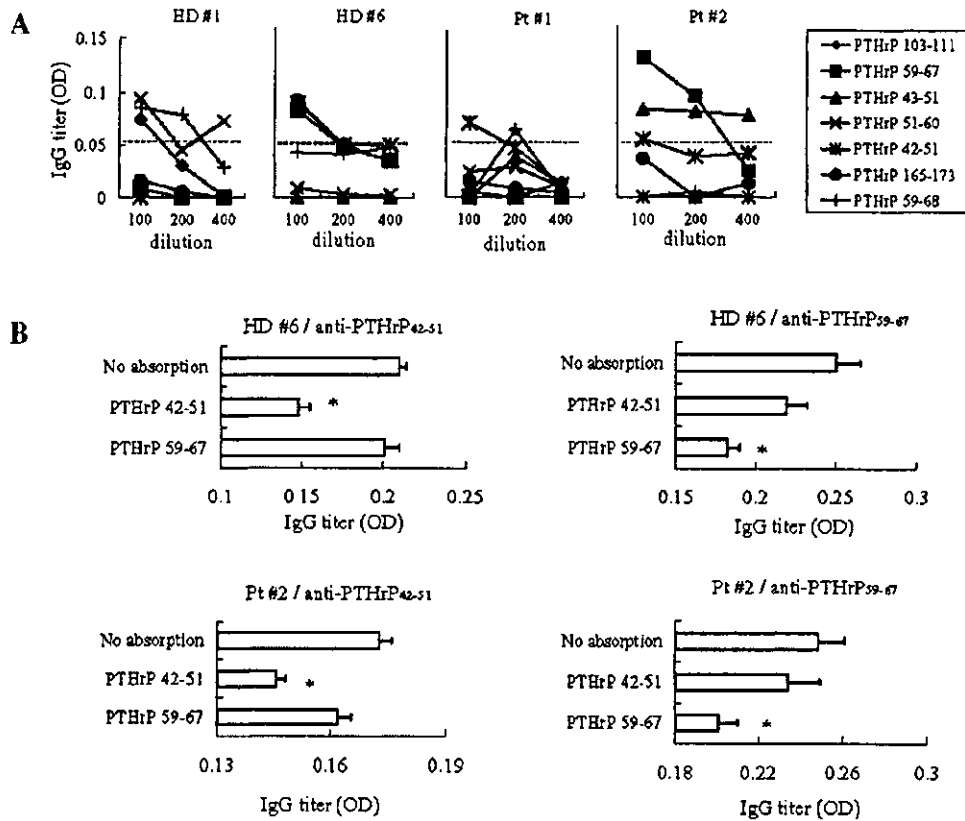 A
HD #1
HD #6
Pt #1
Pt #2
IgG titer (OD)
0.15
0.1
0.05
0
100 200 400
dilution
100 200 400
dilution
100 200 400
dilution
100 200 400
dilution
PTHrP 103-111
PTHrP 59-67
PTHrP 43-51
PTHrP 51-60
PTHrP 42-51
PTHrP 165-173
PTHrP 59-68
B
HD #6 / anti-PTHrP42-51
No absorption
PTHrP 42-51 *
PTHrP 59-67
0.1 0.15 0.2 0.25
IgG titer (OD)
HD #6 / anti-PTHrP59-67
No absorption
PTHrP 42-51
PTHrP 59-67 *
0.15 0.2 0.25 0.3
IgG titer (OD)
Pt #2 / anti-PTHrP42-51
No absorption
PTHrP 42-51 *
PTHrP 59-67
0.13 0.16 0.19
IgG titer (OD)
Pt #2 / anti-PTHrP59-67
No absorption
PTHrP 42-51
PTHrP 59-67 *
0.18 0.22 0.26 0.3
IgG titer (OD)